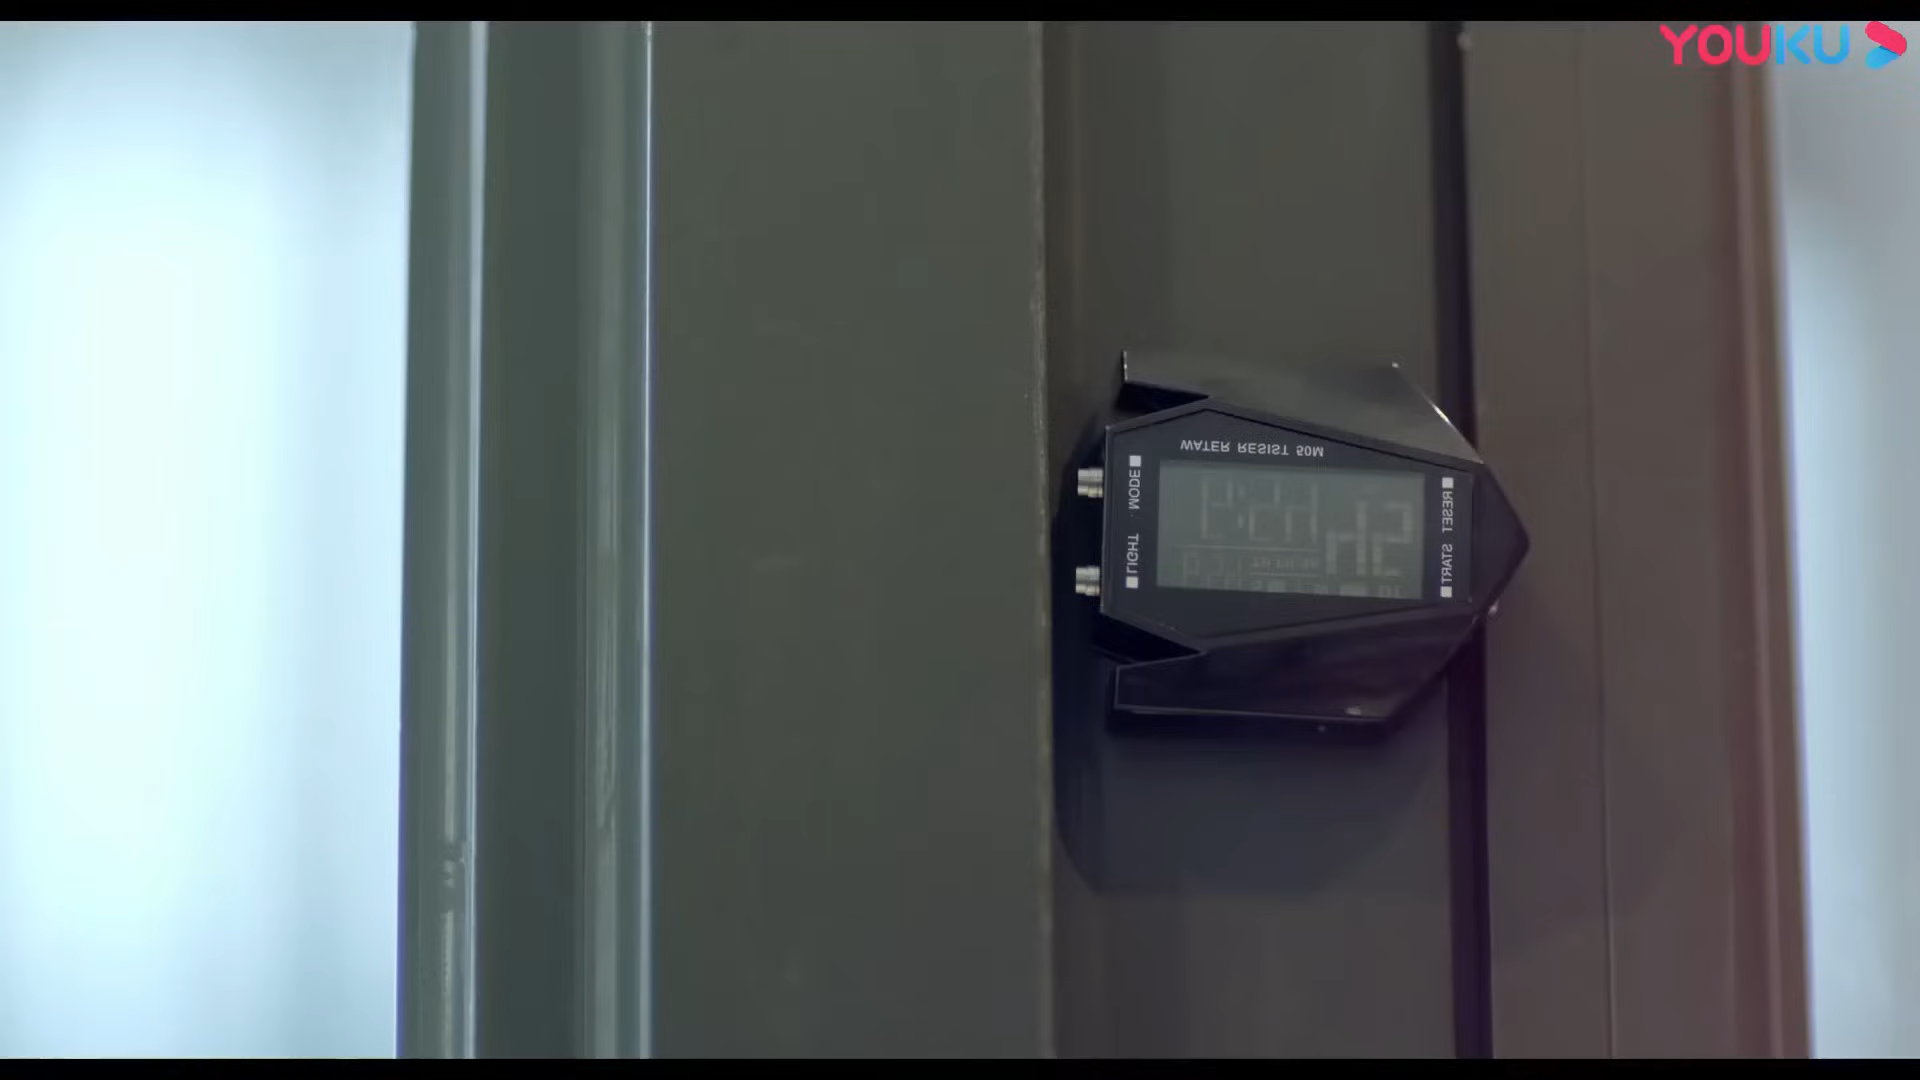 YOUKU
WATER RESIST 50M
MODE
LIGHT
RESET
START